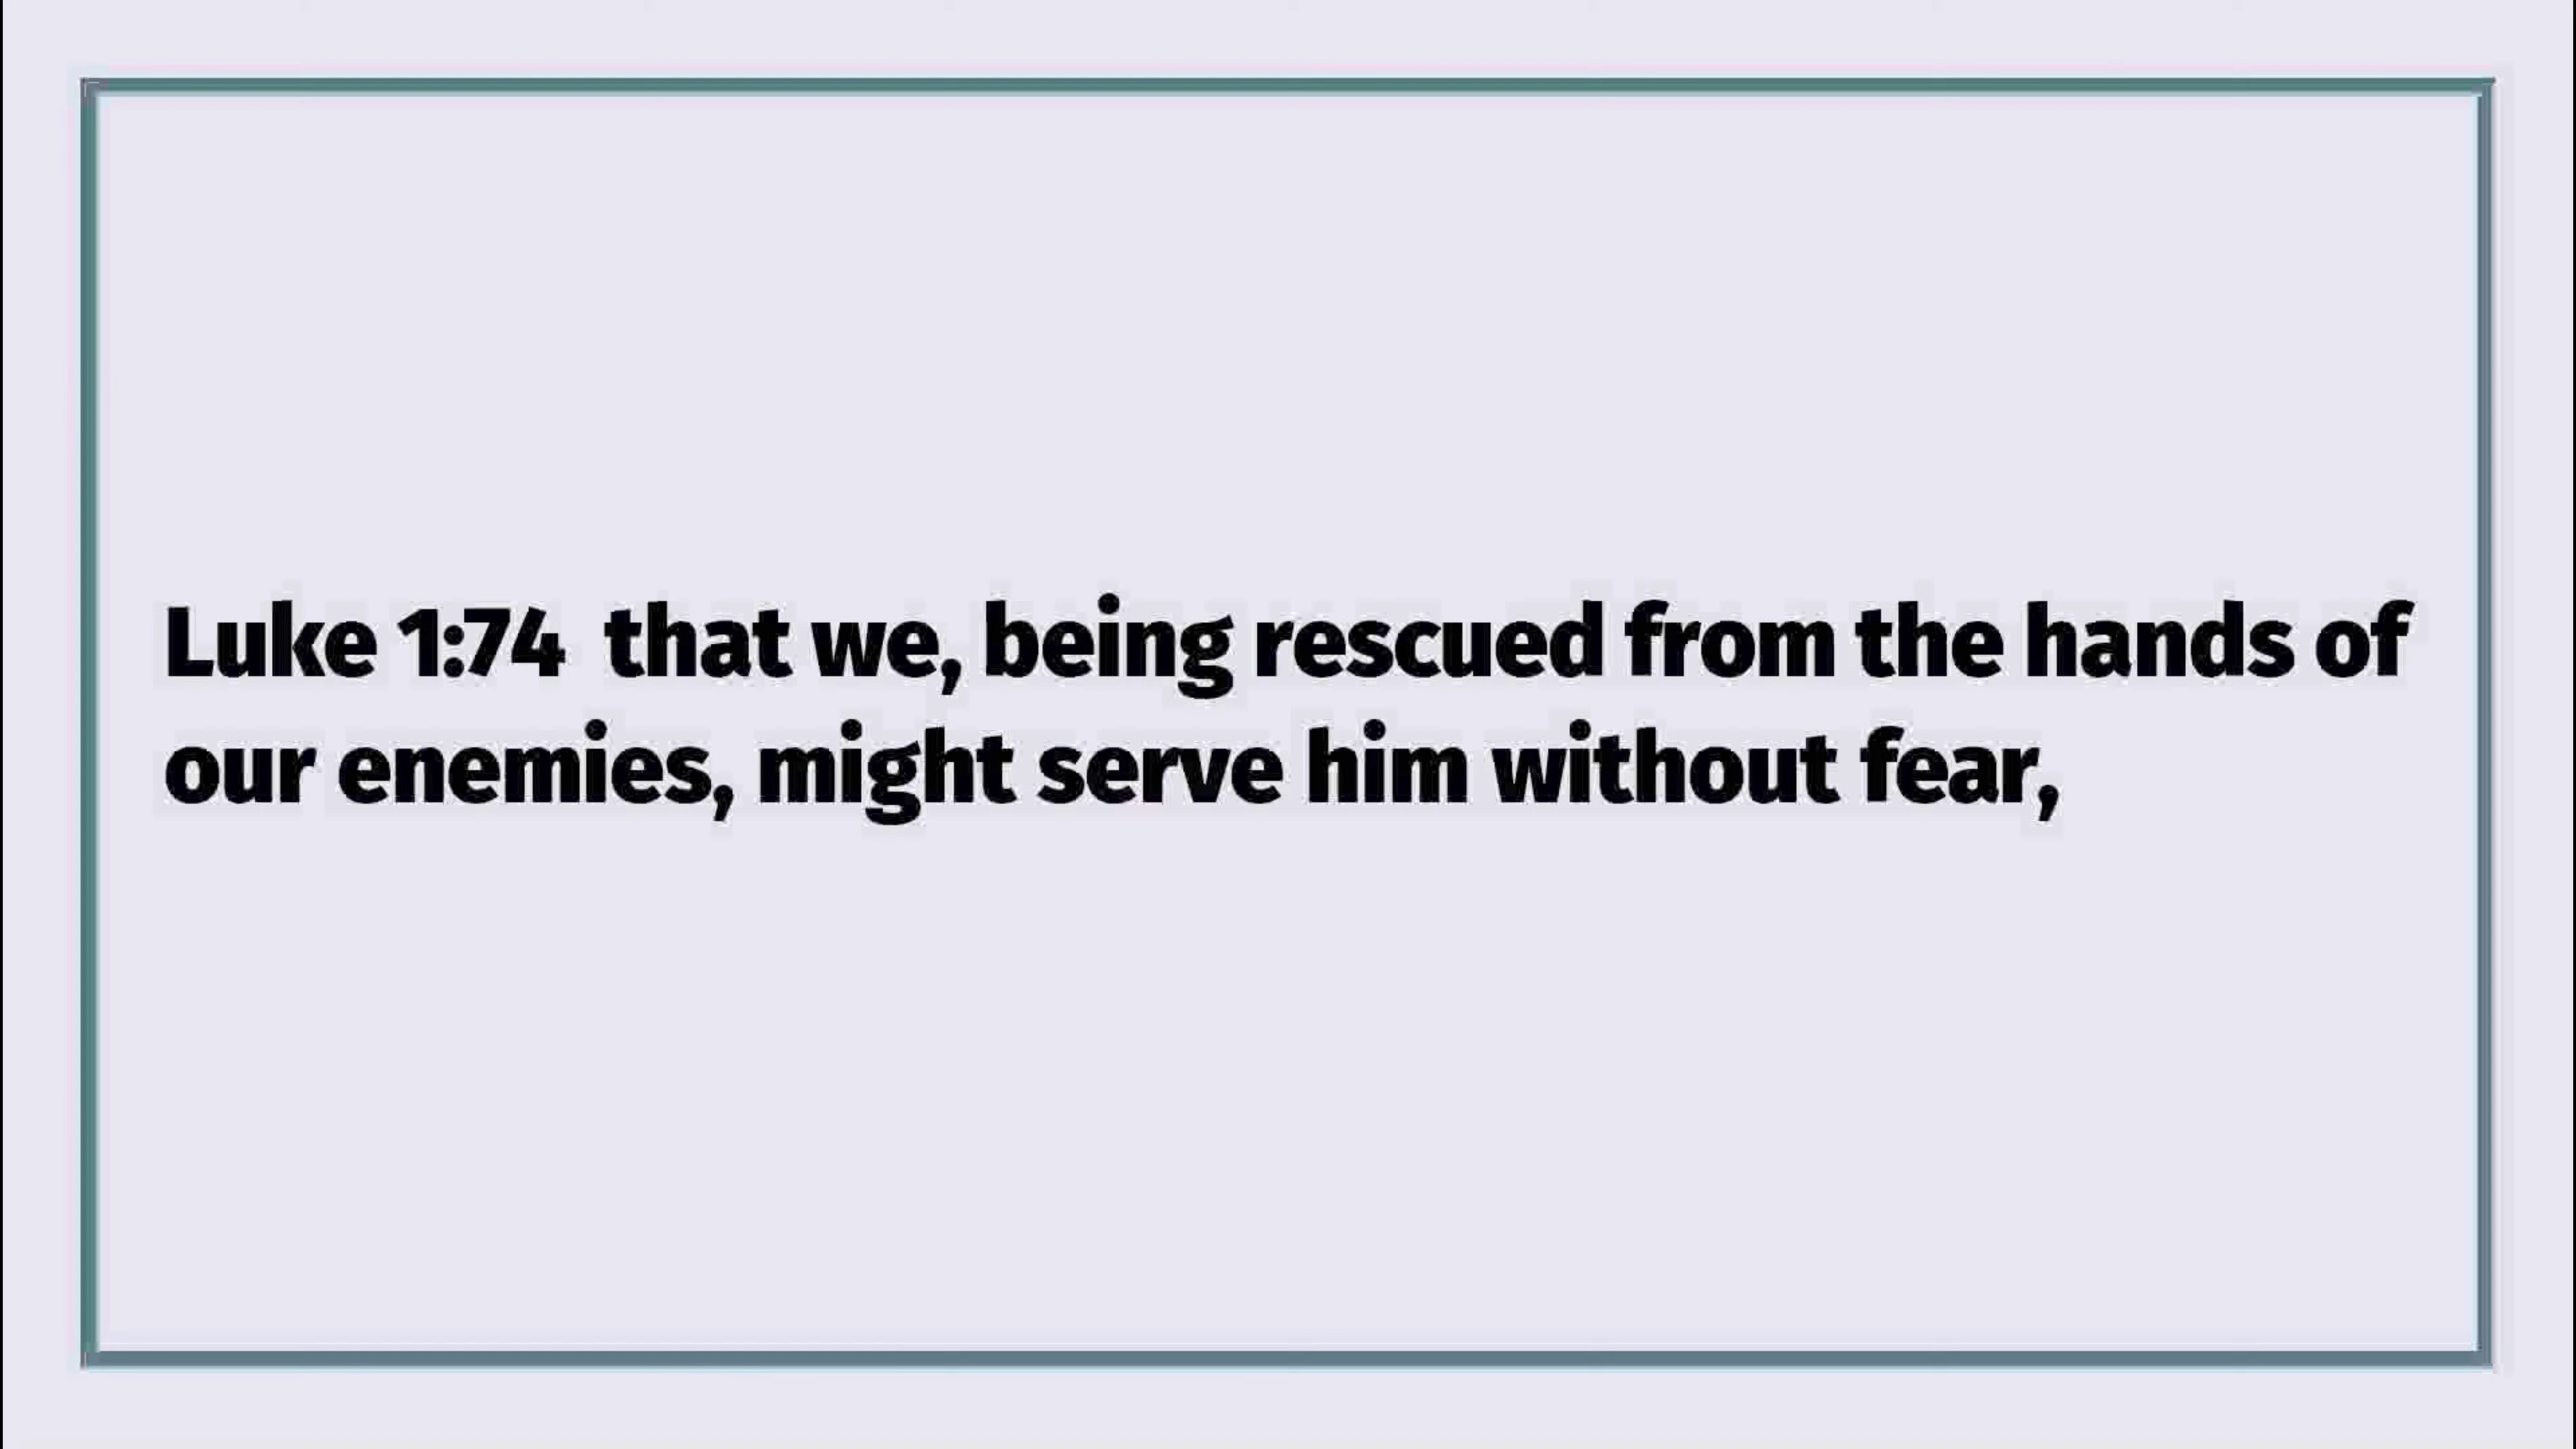 Luke 1:74  that we, being rescued from the hands of
our enemies, might serve him without fear,